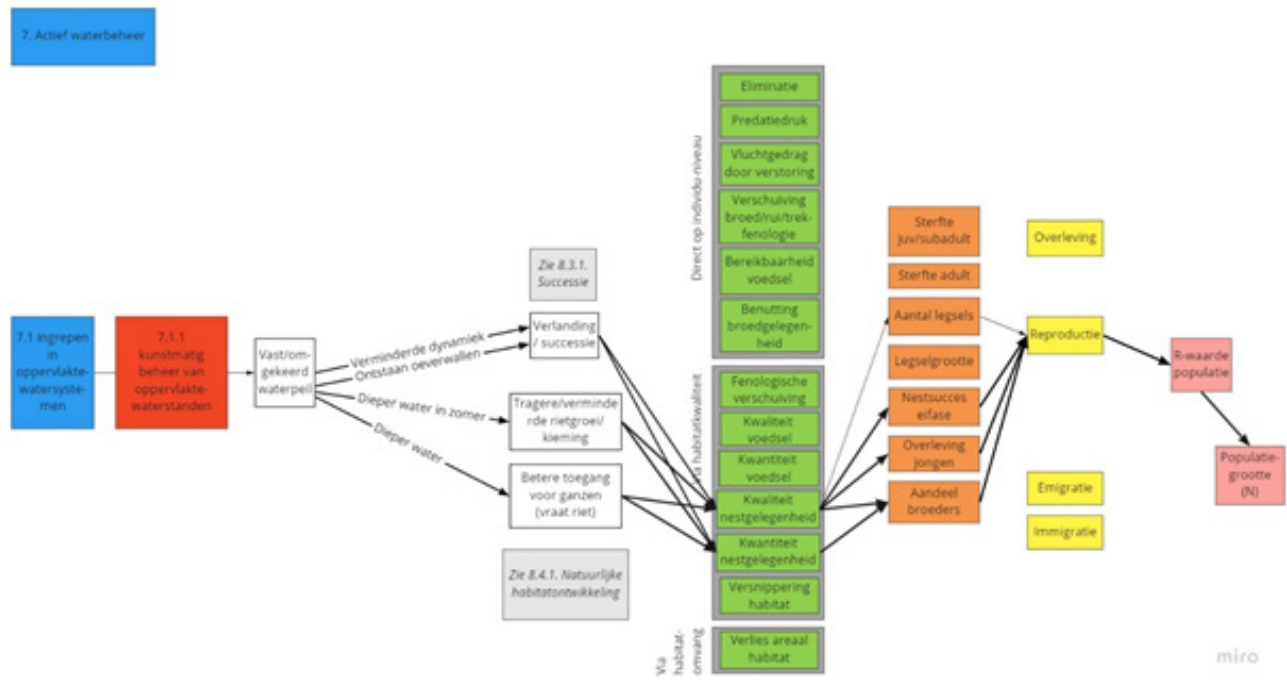 7. Actief waterbeheer
7.1 Ingrepen
in
oppervlakte-
watersyste-
men
7.1.1
kunstmatig
beheer van
oppervlakte-
waterstanden
Vast/om-
gekeerd
waterpeil
Verminderde dynamiek
Ontstaan oeverwallen
Dieper water in zomer
Dieper water
Zie 8.3.1.
Successie
Verlanding
/ successie
Tragere/verminde
rde rietgroei/
kieming
Betere toegang
voor ganzen
(vraat riet)
Zie 8.4.1. Natuurlijke
habitatontwikkeling
Direct op individu-niveau
Eliminatie
Predatiedruk
Vluchtgedrag
door verstoring
Verschuiving
broed/rui/trek-
fenologie
Bereikbaarheid
voedsel
Benutting
broedgelegen-
heid
Via habitatkwaliteit
Fenologische
verschuiving
Kwaliteit
voedsel
Kwantiteit
voedsel
Kwaliteit
nestgelegenheid
Kwantiteit
nestgelegenheid
Versnippering
habitat
Via
habitat-
omvang
Verlies areaal
habitat
Sterfte
juv/subadult
Sterfte adult
Aantal legsels
Legselgrootte
Nestsucces
eifase
Overleving
jongen
Aandeel
broeders
Overleving
Reproductie
Emigratie
Immigratie
R-waarde
populatie
Populatie-
grootte
(N)
miro